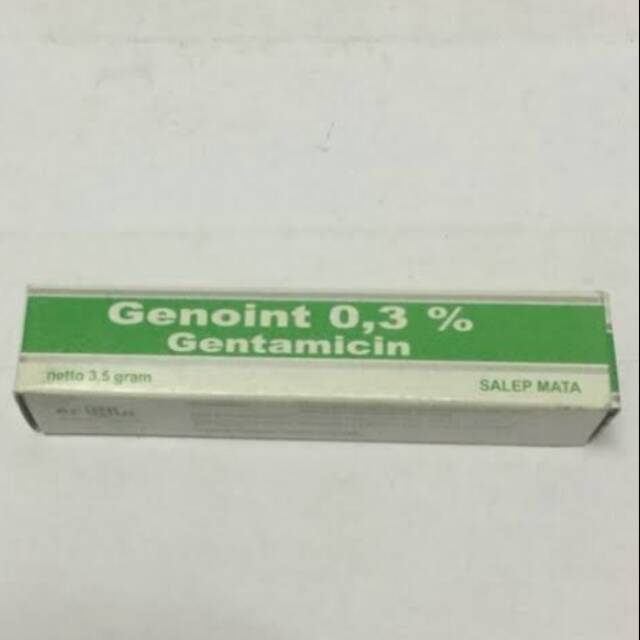 Genoint 0,3 %
Gentamicin
netto 3,5 gram
SALEP MATA